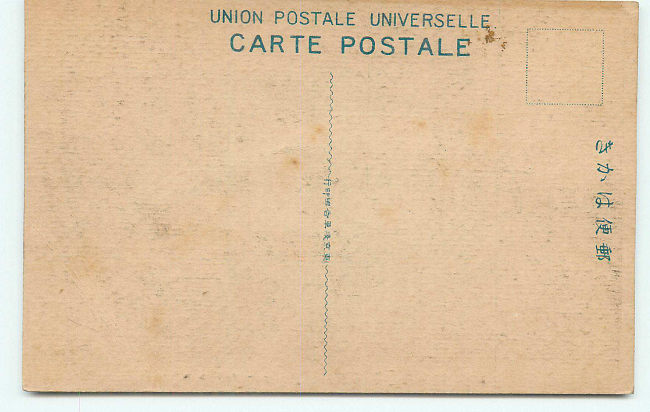 UNION POSTALE UNIVERSELLE.
CARTE POSTALE
きかは便郵